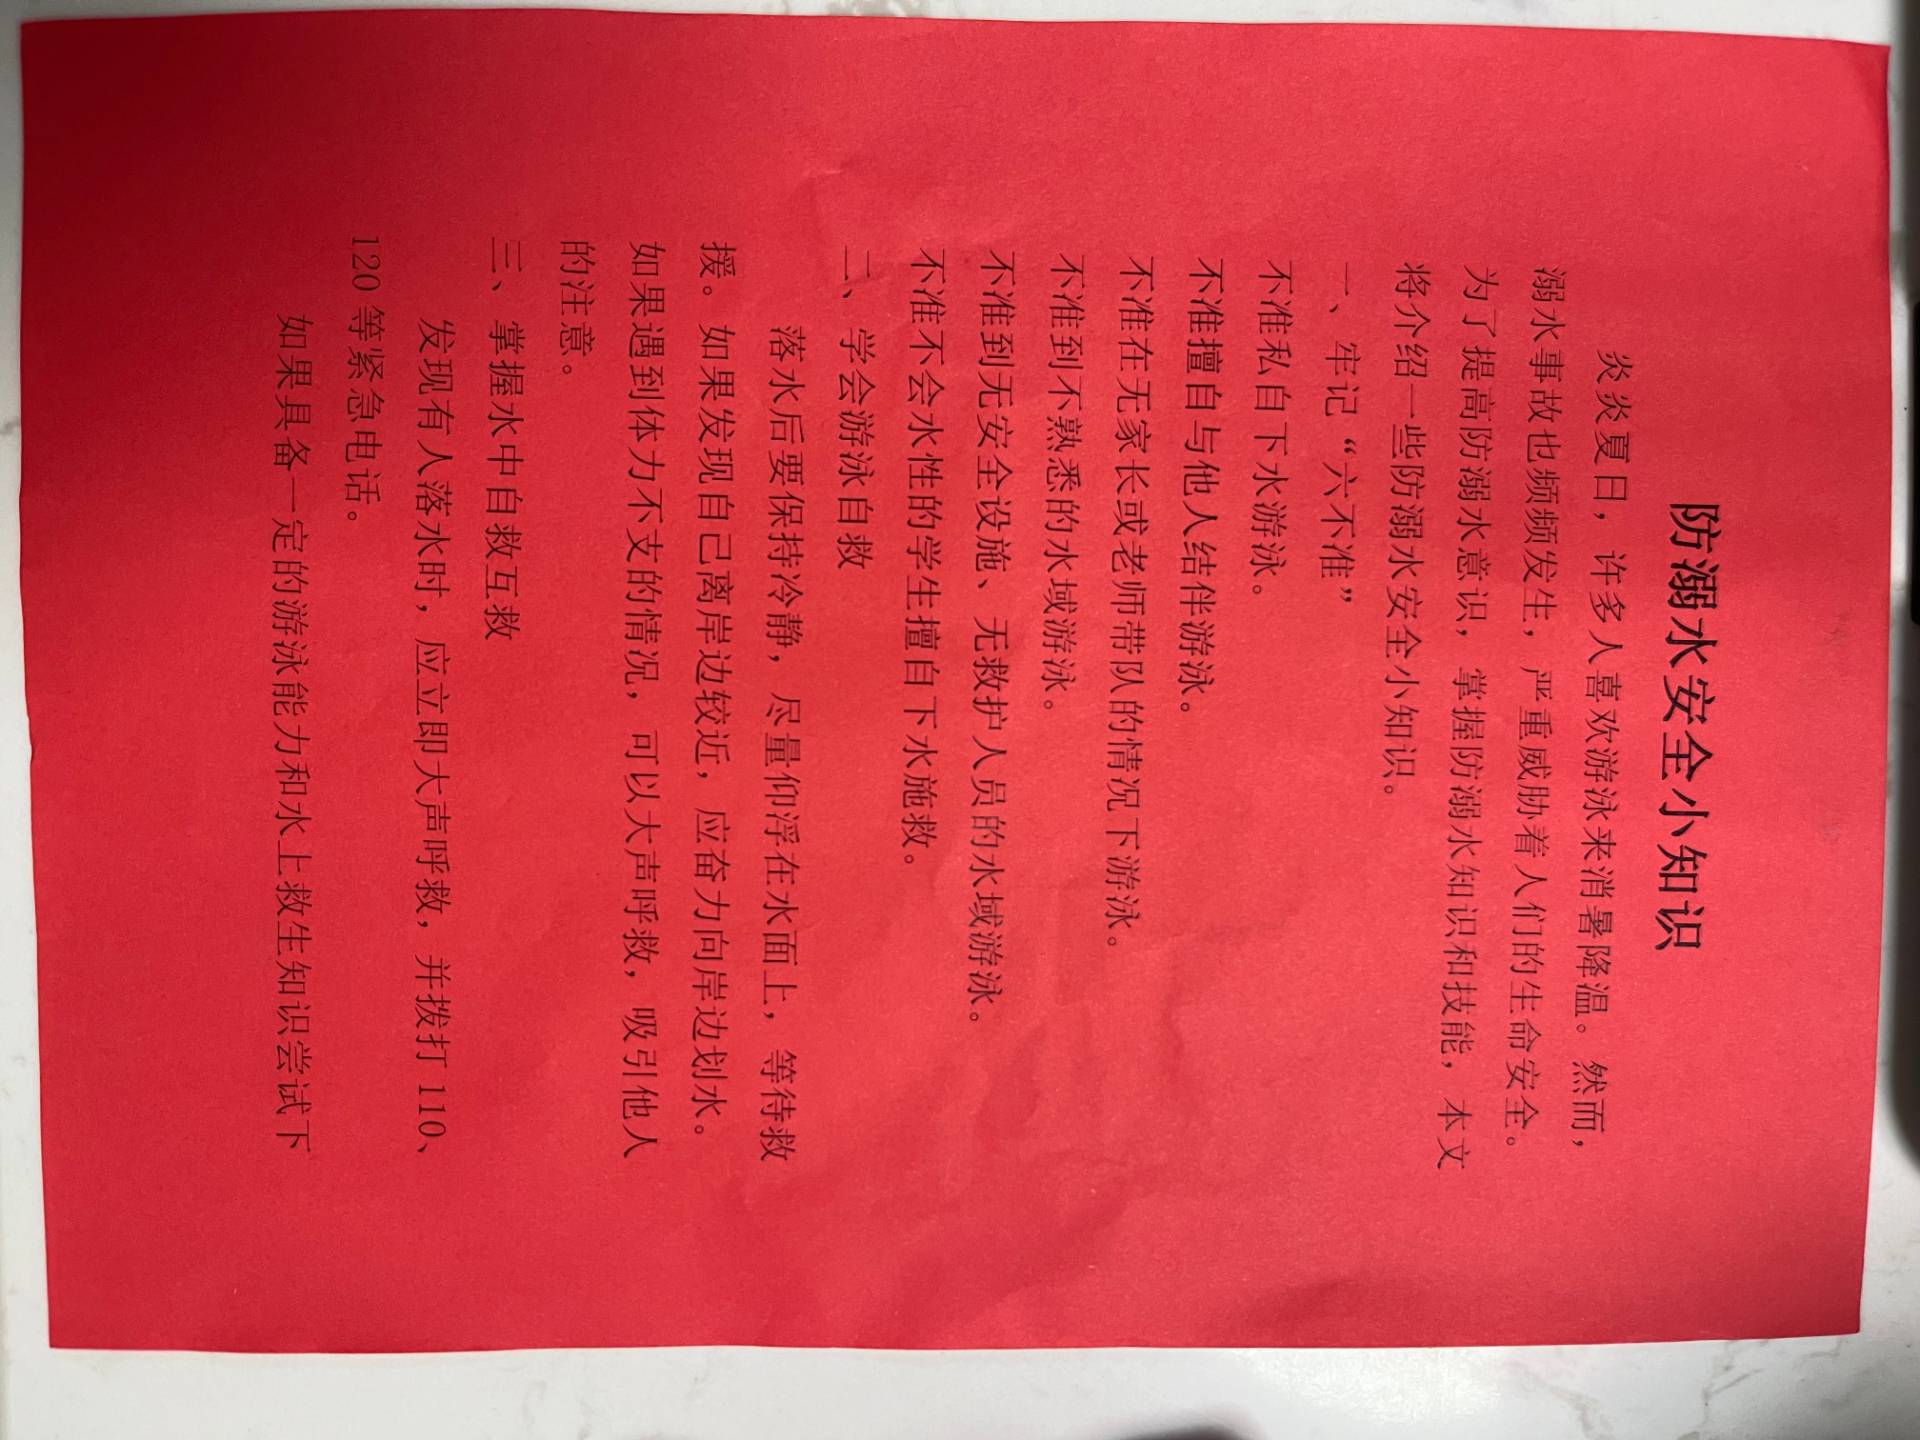 防溺水安全小知识
炎炎夏日，许多人喜欢游泳来消暑降温。然而，
溺水事故也频频发生，严重威胁着人们的生命安全。
为了提高防溺水意识，掌握防溺水知识和技能，本文
将介绍一些防溺水安全小知识。
一、牢记“六不准”
不准私自下水游泳。
不准擅自与他人结伴游泳。
不准在无家长或老师带队的情况下游泳。
不准到不熟悉的水域游泳。
不准到无安全设施、无救护人员的水域游泳。
不准不会水性的学生擅自下水施救。
二、学会游泳自救
落水后要保持冷静，尽量仰浮在水面上，等待救
援。如果发现自己离岸边较近，应奋力向岸边划水。
如果遇到体力不支的情况，可以大声呼救，吸引他人
的注意。
三、掌握水中自救互救
发现有人落水时，应立即大声呼救，并拨打 110、
120 等紧急电话。
如果具备一定的游泳能力和水上救生知识尝试下